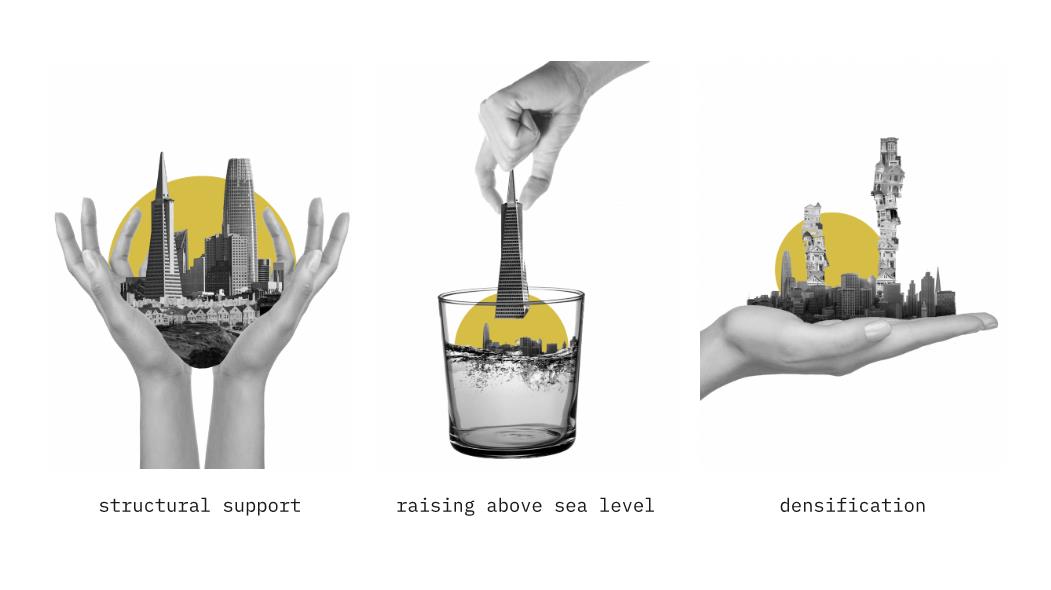 structural support
raising above sea level
densification